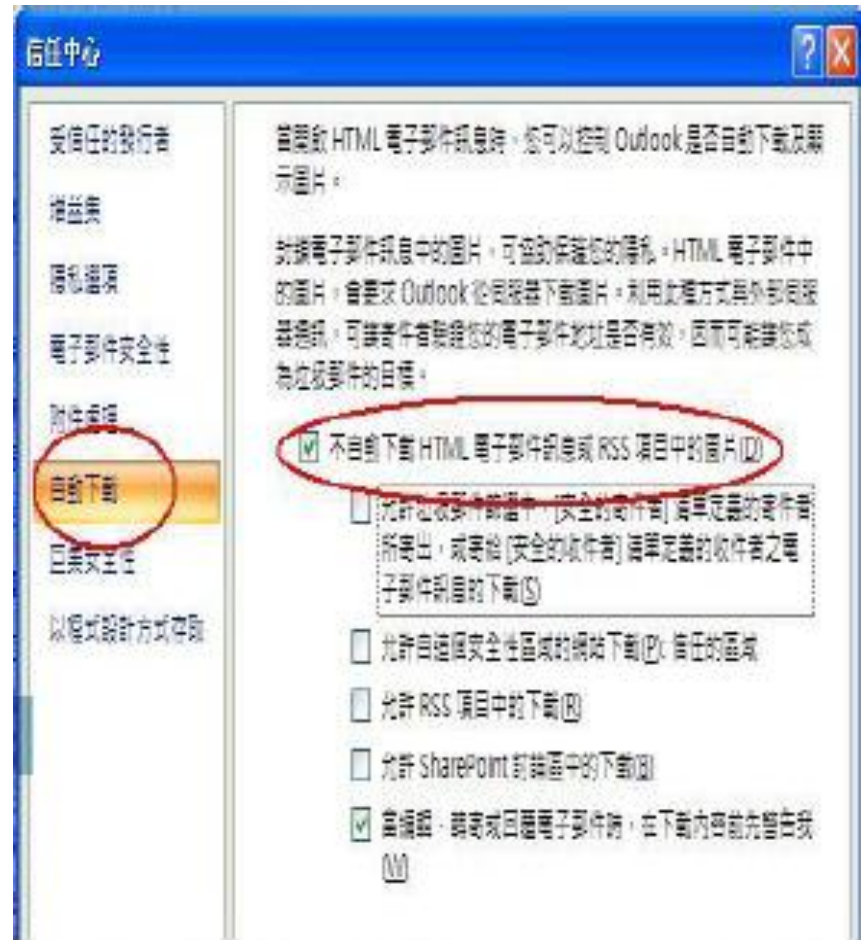 信任中心
受信任的發行者
增益集
隱私選項
電子郵件安全性
附件處理
自動下載
巨集安全性
以程式設計方式存取
當開啟 HTML 電子郵件訊息時，您可以控制 Outlook 是否自動下載及顯
示圖片。
封鎖電子郵件訊息中的圖片，可協助保護您的隱私。HTML 電子郵件中
的圖片，會要求 Outlook 從伺服器下載圖片。利用此種方式與外部伺服
器通訊，可讓寄件者驗證您的電子郵件地址是否有效，因而可能讓您成
為垃圾郵件的目標。
不自動下載 HTML 電子郵件訊息或 RSS 項目中的圖片(D)
允許垃圾郵件篩選中，[安全的寄件者] 清單定義的寄件者
所寄出，或寄給 [安全的收件者] 清單定義的收件者之電
子郵件訊息的下載(S)
允許自這個安全性區域的網站下載(P): 信任的區域
允許 RSS 項目中的下載(R)
允許 SharePoint 討論區中的下載(B)
當編輯、轉寄或回覆電子郵件時，在下載內容前先警告我
(W)